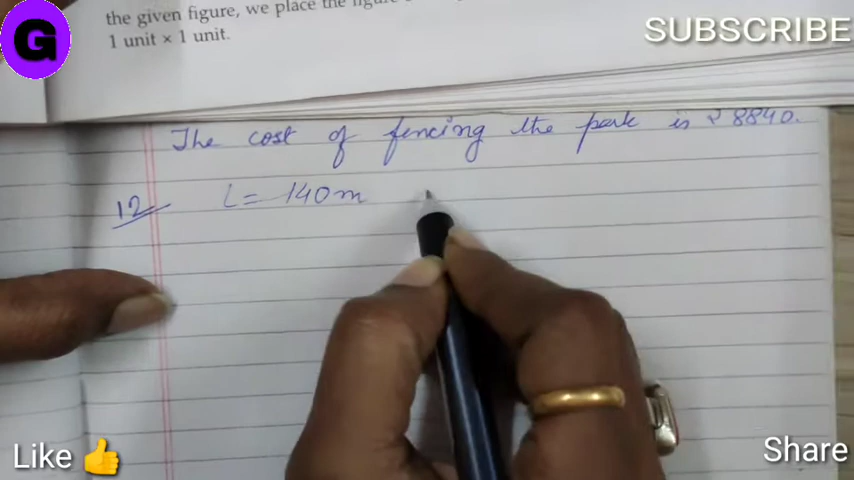 G
the given figure, we place the
1 unit × 1 unit.
SUBSCRIBE
The cost of fencing the park is ₹ 8840.
12 L = 140m
Like 👍
Share